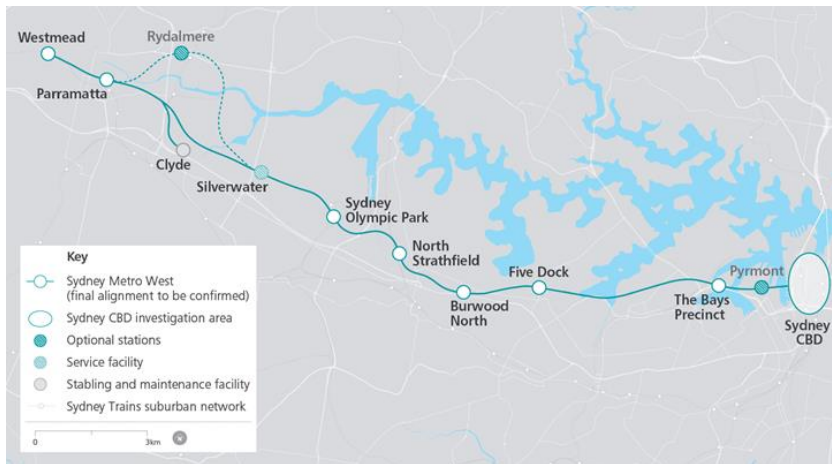 Westmead
Rydalmere
Parramatta
Clyde
Silverwater
Sydney
Olympic Park
North
Strathfield
Five Dock
Burwood
North
Pyrmont
The Bays
Precinct
Sydney
CBD
Key
Sydney Metro West
(final alignment to be confirmed)
Sydney CBD investigation area
Optional stations
Service facility
Stabling and maintenance facility
Sydney Trains suburban network
0 3km